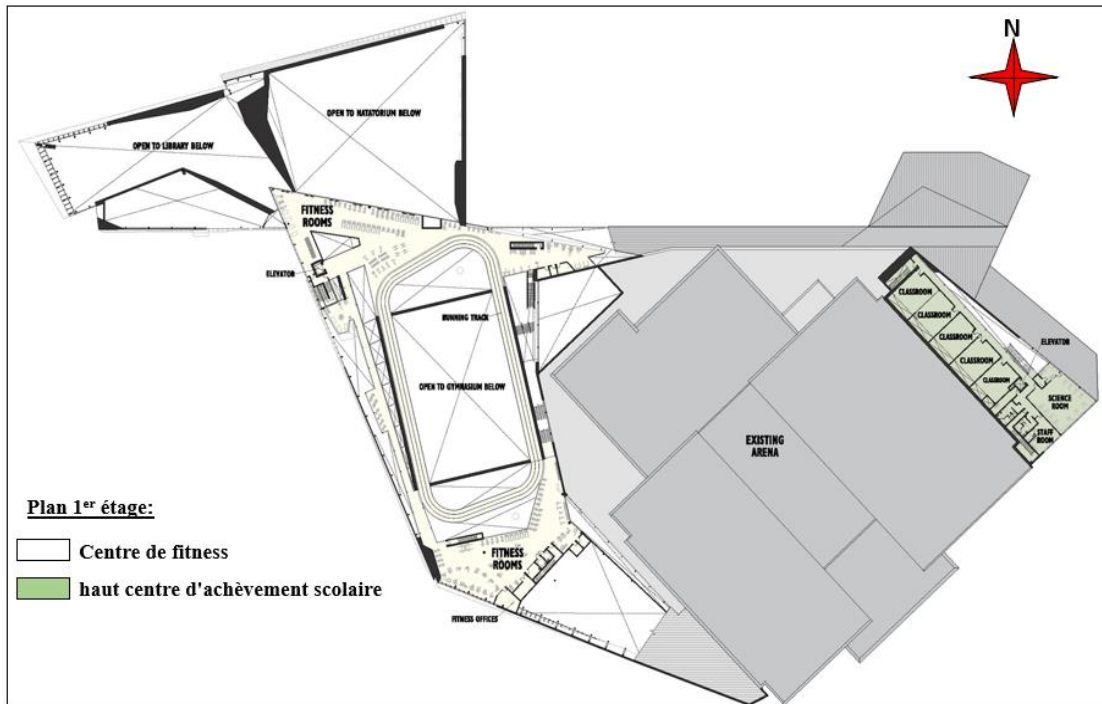 N
OPEN TO NATATORIUM BELOW
OPEN TO LIBRARY BELOW
FITNESS
ROOMS
ELEVATOR
RUNNING TRACK
OPEN TO GYMNASIUM BELOW
CLASSROOM
CLASSROOM
CLASSROOM
CLASSROOM
CLASSROOM
ELEVATOR
SCIENCE
ROOM
STAFF
ROOM
EXISTING
ARENA
FITNESS
ROOMS
FITNESS OFFICES
Plan 1er étage:
Centre de fitness
haut centre d'achèvement scolaire